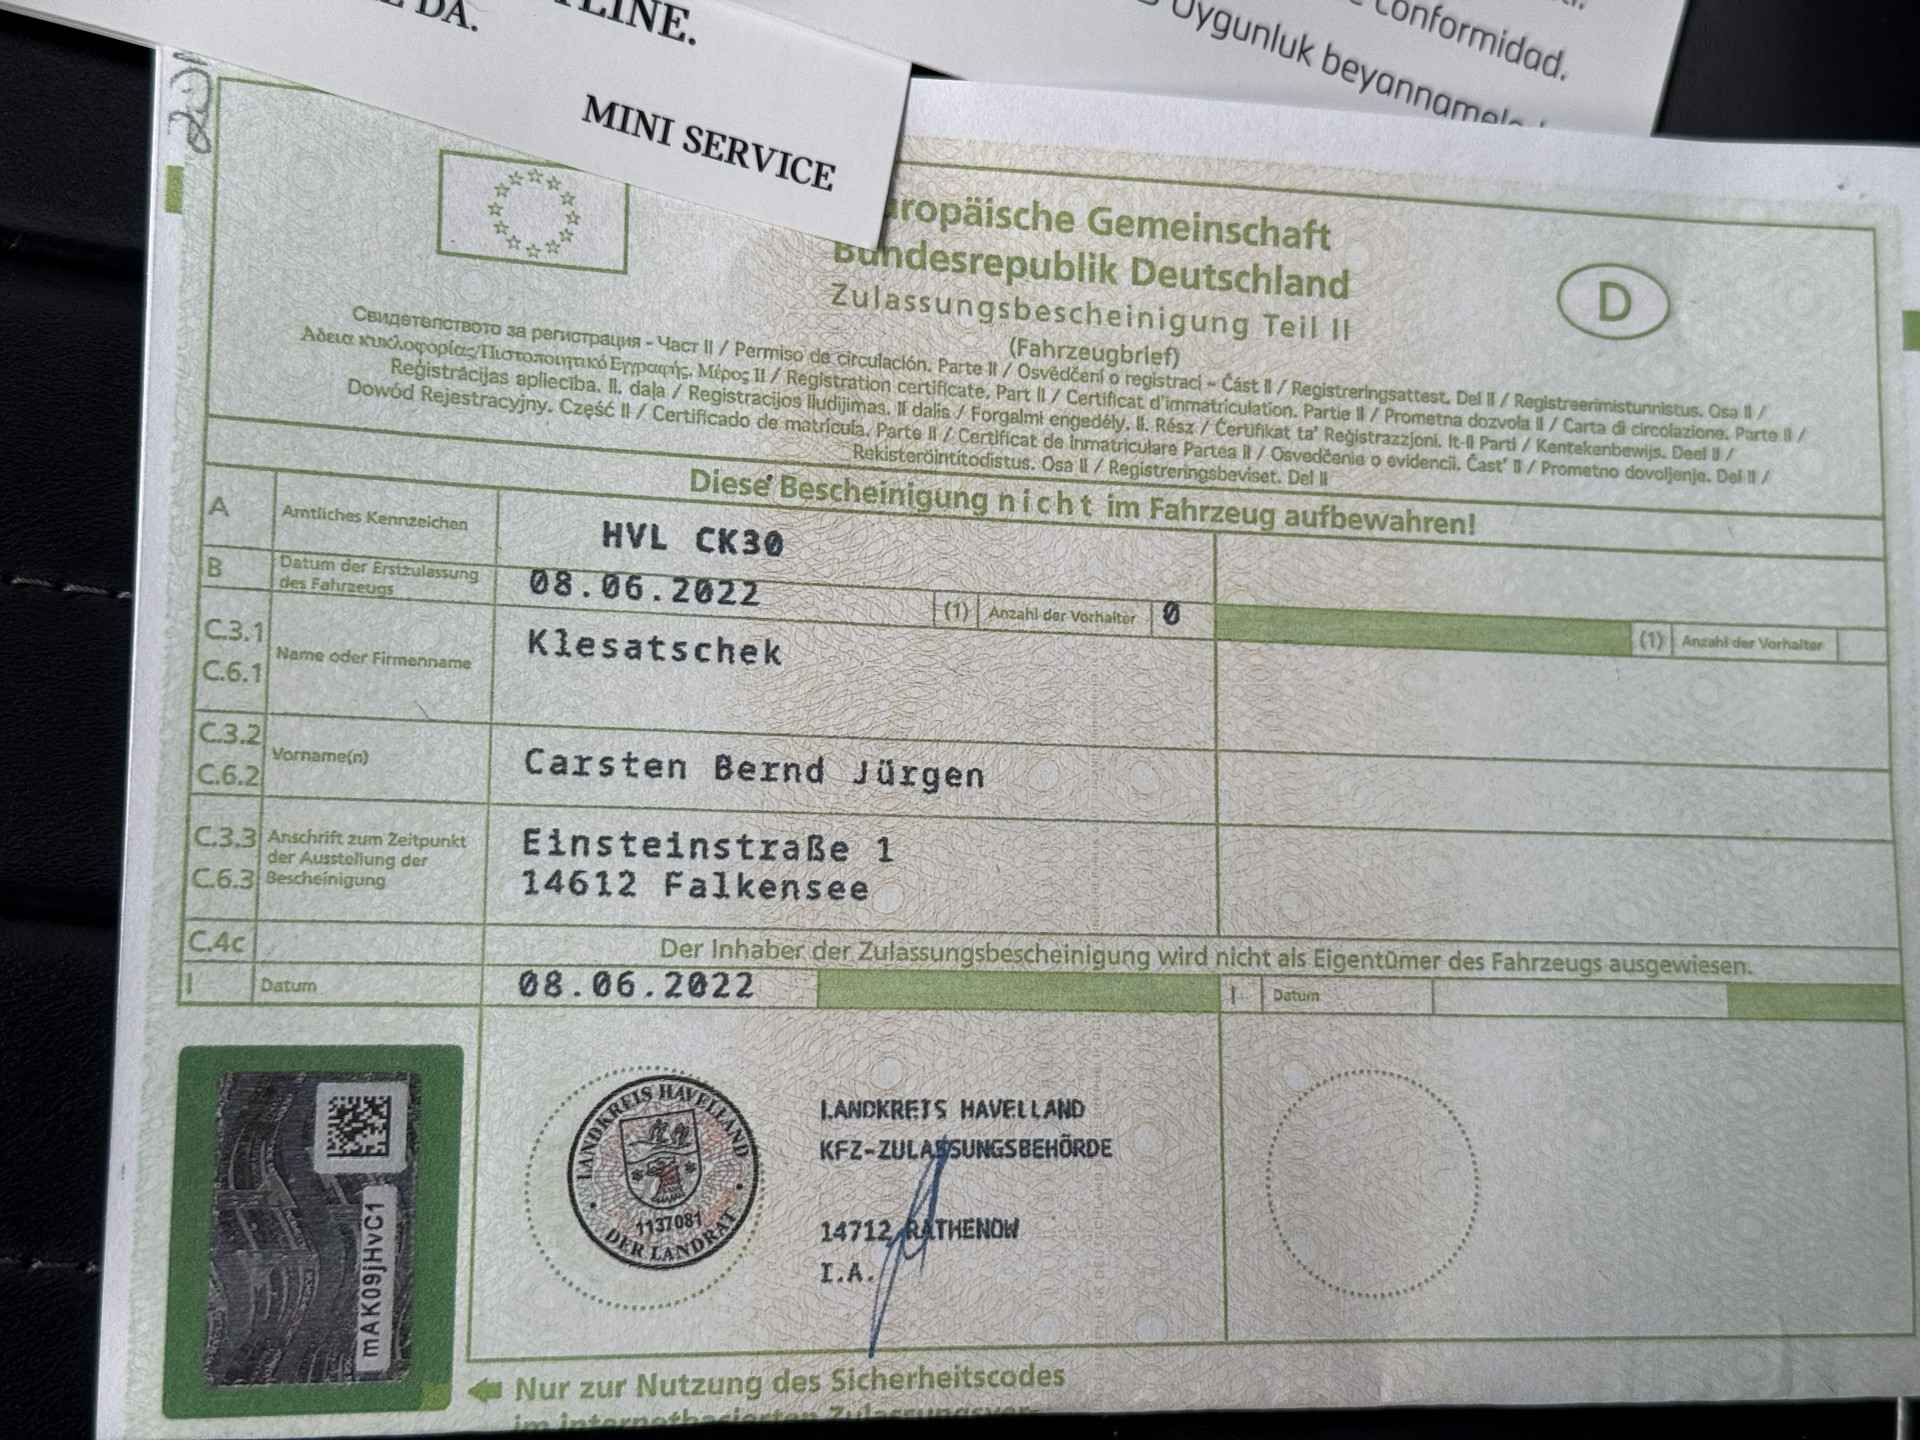 DA.
TLINE.
MINI SERVICE
Conformidad.
Uygunluk
ropäische Gemeinschaft
Bundesrepublik Deutschland
Zulassungsbescheinigung Teil II
(Fahrzeugbrief)
D
Свидетелството за регистрация - Част II / Permiso de circulación. Parte II / Osvědčení o registraci – Část II / Registreringsattest. Del II / Registreerimistunnistus. Osa II /
Άδεια κυκλοφορίας/Πιστοποιητικό Εγγραφής. Μέρος II / Registration certificate. Part II / Certificat d'immatriculation. Partie II / Prometna dozvola II / Carta di circolazione. Parte II /
Reģistrācijas apliecība. II. daļa / Registracijos liudijimas. II dalis / Forgalmi engedély. II. Rész / Ċertifikat ta' Reġistrazzjoni. It-II Parti / Kentekenbewijs. Deel II /
Dowód Rejestracyjny. Część II / Certificado de matrícula. Parte II / Certificat de înmatriculare Partea II / Osvedčenie o evidencii. Časť II / Prometno dovoljenje. Del II /
Rekisteröintitodistus. Osa II / Registreringsbeviset. Del II
Diese Bescheinigung nicht im Fahrzeug aufbewahren!
A Amtliches Kennzeichen HVL CK30
B Datum der Erstzulassung des Fahrzeugs 08.06.2022 (1) Anzahl der Vorhalter 0 (1) Anzahl der Vorhalter
C.3.1
C.6.1 Name oder Firmenname Klesatschek
C.3.2
C.6.2 Vorname(n) Carsten Bernd Jürgen
C.3.3 Anschrift zum Zeitpunkt Einsteinstraße 1
der Ausstellung der
C.6.3 Bescheinigung 14612 Falkensee
C.4c Der Inhaber der Zulassungsbescheinigung wird nicht als Eigentümer des Fahrzeugs ausgewiesen.
I Datum 08.06.2022 I Datum
LANDKREIS HAVELLAND
1137081
DER LANDRAT
LANDKREIS HAVELLAND
KFZ-ZULASSUNGSBEHÖRDE
14712 RATHENOW
I.A.
mAK09jHvC1
Nur zur Nutzung des Sicherheitscodes
im internetbasierten Zulassungsver-